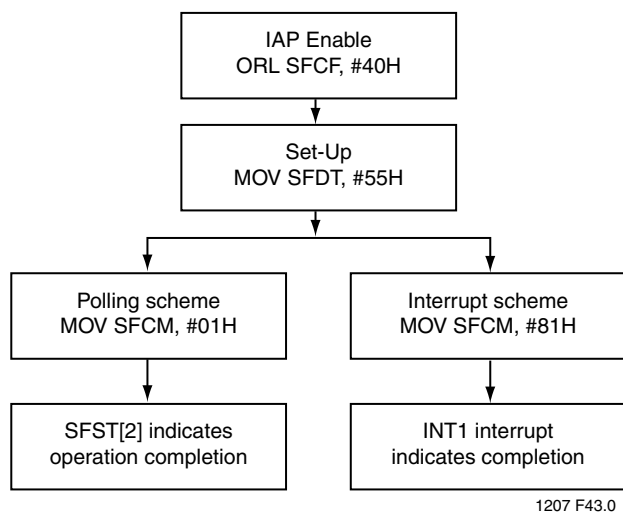 IAP Enable
ORL SFCF, #40H
Set-Up
MOV SFDT, #55H
Polling scheme
MOV SFCM, #01H
Interrupt scheme
MOV SFCM, #81H
SFST[2] indicates
operation completion
INT1 interrupt
indicates completion
1207 F43.0